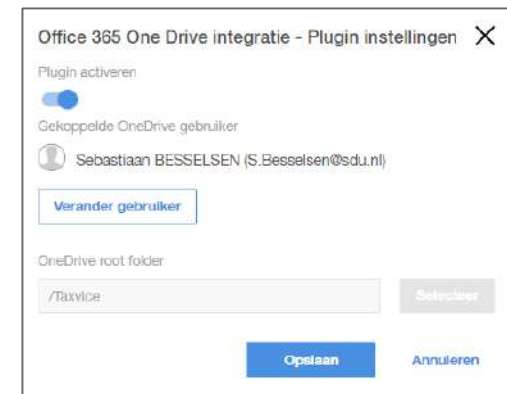 Office 365 One Drive integratie - Plugin instellingen
Plugin activeren
Gekoppelde OneDrive gebruiker
Sebastiaan BESSELSEN (S.Besselsen@sdu.nl)
Verander gebruiker
OneDrive root folder
/Taxvice
Selecteer
Opslaan
Annuleren